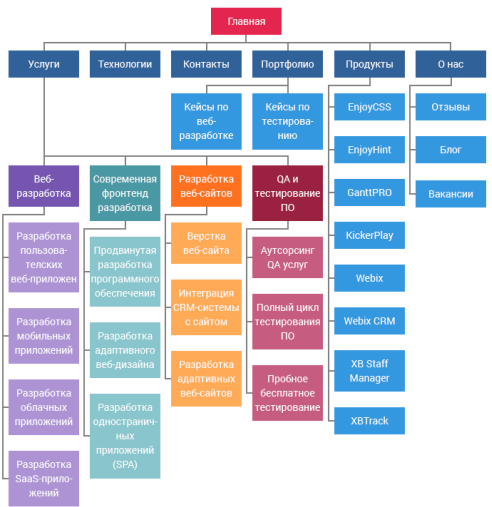 Главная
Услуги
Технологии
Контакты
Портфолио
Продукты
О нас
Кейсы по
веб-
разработке
Кейсы по
тестирова-
нию
EnjoyCSS
EnjoyHint
GanttPRO
KickerPlay
Webix
Webix CRM
XB Staff
Manager
XBTrack
Отзывы
Блог
Вакансии
Веб-
разработка
Разработка
пользова-
тельских
веб-приложен
Разработка
мобильных
приложений
Разработка
облачных
приложений
Разработка
SaaS-прило-
жений
Современная
фронтенд
разработка
Продвинутая
разработка
программного
обеспечения
Разработка
адаптивного
веб-дизайна
Разработка
одностранич-
ных
приложений
(SPA)
Разработка
веб-сайтов
Верстка
веб-сайта
Интеграция
CRM-системы
с сайтом
Разработка
адаптивных
веб-сайтов
QA и
тестирование
ПО
Аутсорсинг
QA услуг
Полный цикл
тестирования
ПО
Пробное
бесплатное
тестирование